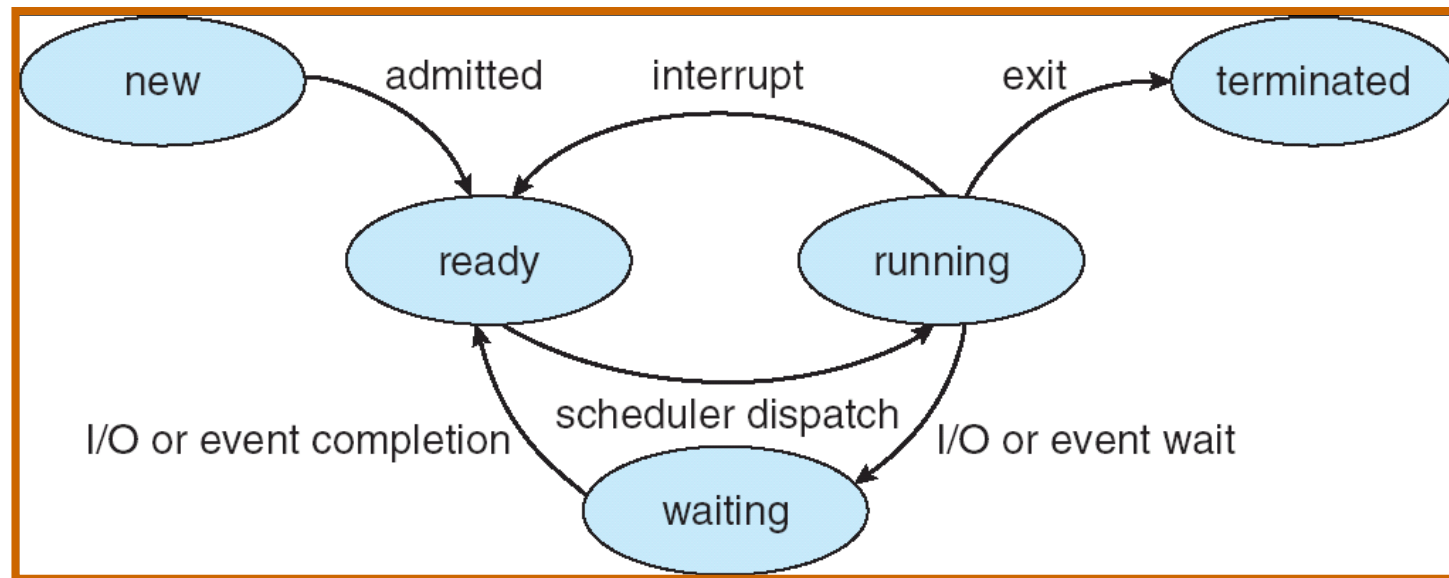 new
admitted
interrupt
exit
terminated
ready
running
scheduler dispatch
I/O or event completion
I/O or event wait
waiting